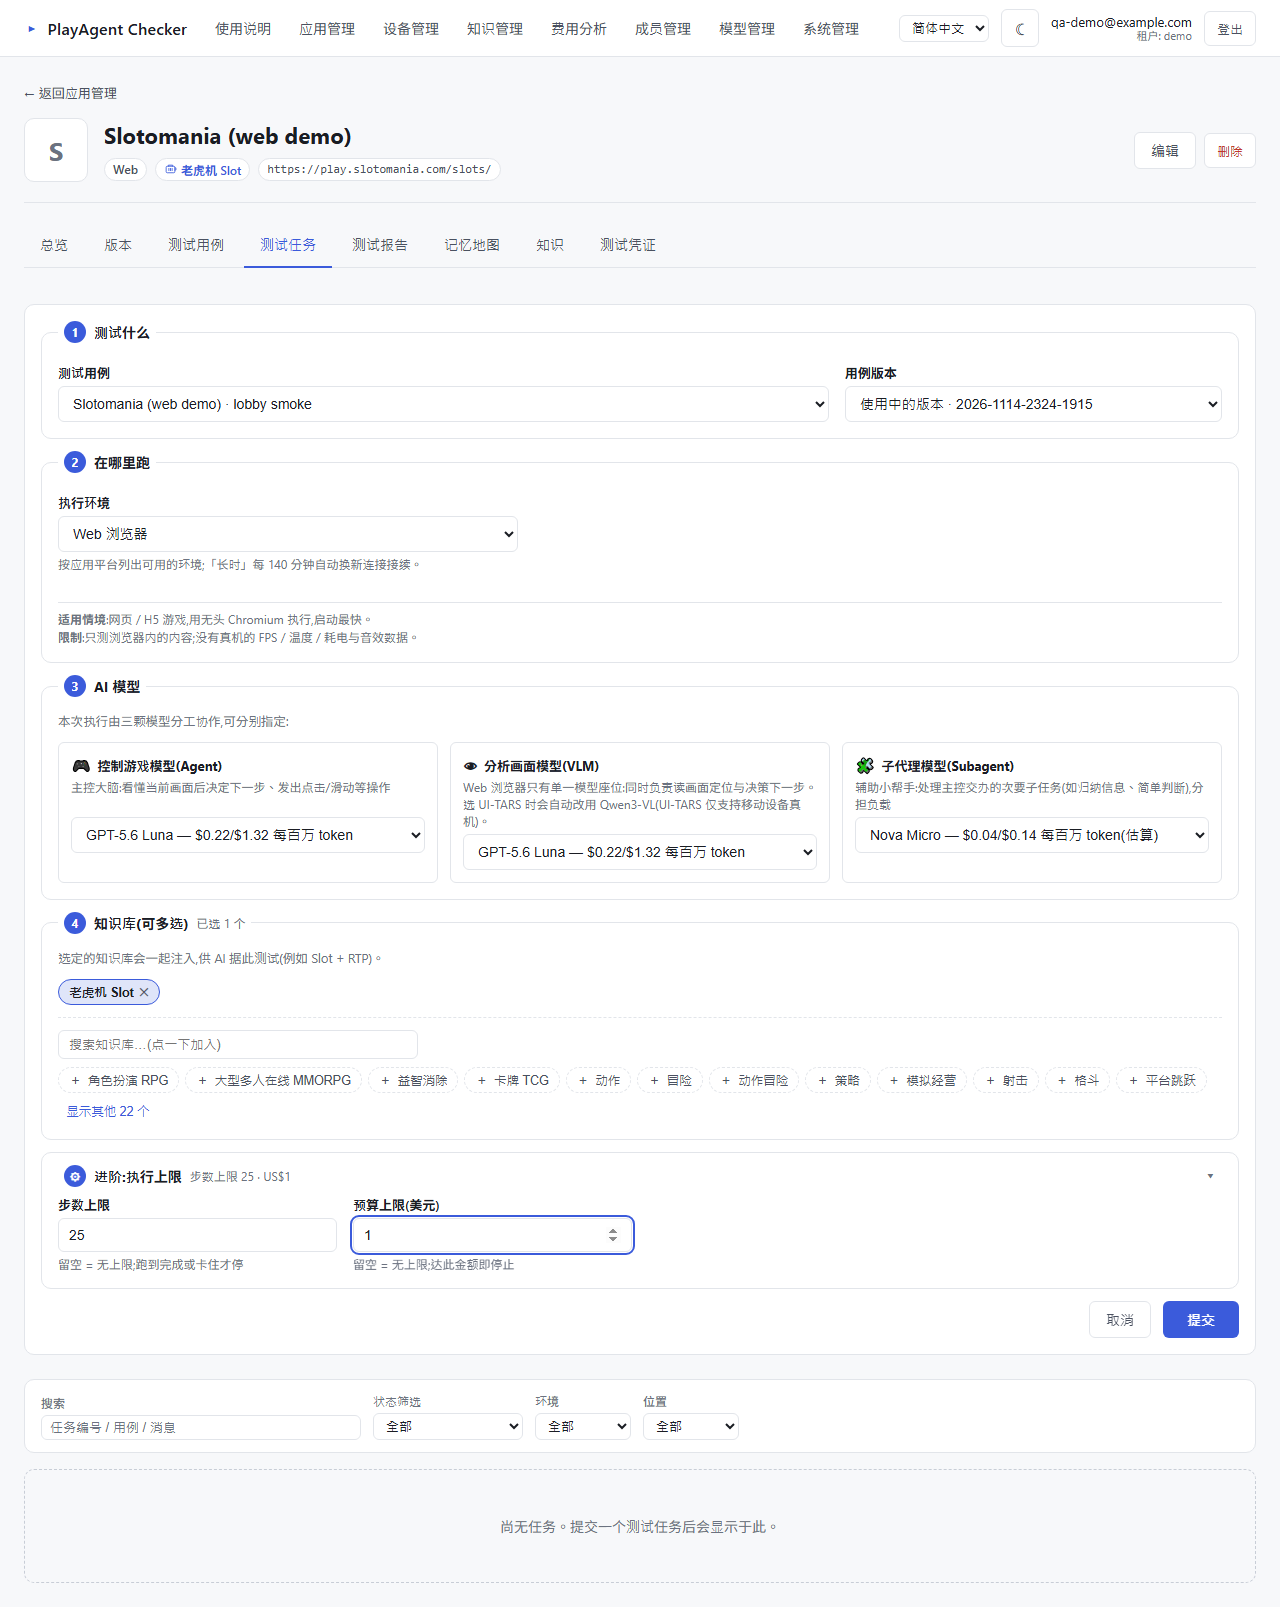 PlayAgent Checker
使用说明
应用管理
设备管理
知识管理
费用分析
成员管理
模型管理
系统管理
简体中文
qa-demo@example.com
租户: demo
登出
← 返回应用管理
S
Slotomania (web demo)
Web
老虎机 Slot
https://play.slotomania.com/slots/
编辑
删除
总览
版本
测试用例
测试任务
测试报告
记忆地图
知识
测试凭证
1 测试什么
测试用例
Slotomania (web demo) · lobby smoke
用例版本
使用中的版本 · 2026-1114-2324-1915
2 在哪里跑
执行环境
Web 浏览器
按应用平台列出可用的环境;「长时」每 140 分钟自动换新连接接续。
适用情境:网页 / H5 游戏,用无头 Chromium 执行,启动最快。
限制:只测浏览器内的内容;没有真机的 FPS / 温度 / 耗电与音效数据。
3 AI 模型
本次执行由三颗模型分工协作,可分别指定:
控制游戏模型(Agent)
主控大脑:看懂当前画面后决定下一步、发出点击/滑动等操作
GPT-5.6 Luna — $0.22/$1.32 每百万 token
分析画面模型(VLM)
Web 浏览器只有单一模型座位:同时负责读画面定位与决策下一步。
选 UI-TARS 时会自动改用 Qwen3-VL(UI-TARS 仅支持移动设备真
机)。
GPT-5.6 Luna — $0.22/$1.32 每百万 token
子代理模型(Subagent)
辅助小帮手:处理主控交办的次要子任务(如归纳信息、简单判断),分
担负载
Nova Micro — $0.04/$0.14 每百万 token(估算)
4 知识库(可多选) 已选 1 个
选定的知识库会一起注入,供 AI 据此测试(例如 Slot + RTP)。
老虎机 Slot ✕
搜索知识库…(点一下加入)
+ 角色扮演 RPG
+ 大型多人在线 MMORPG
+ 益智消除
+ 卡牌 TCG
+ 动作
+ 冒险
+ 动作冒险
+ 策略
+ 模拟经营
+ 射击
+ 格斗
+ 平台跳跃
显示其他 22 个
进阶:执行上限 步数上限 25 · US$1
步数上限
25
留空 = 无上限;跑到完成或卡住才停
预算上限(美元)
1
留空 = 无上限;达此金额即停止
取消
提交
搜索
任务编号 / 用例 / 消息
状态筛选
全部
环境
全部
位置
全部
尚无任务。提交一个测试任务后会显示于此。